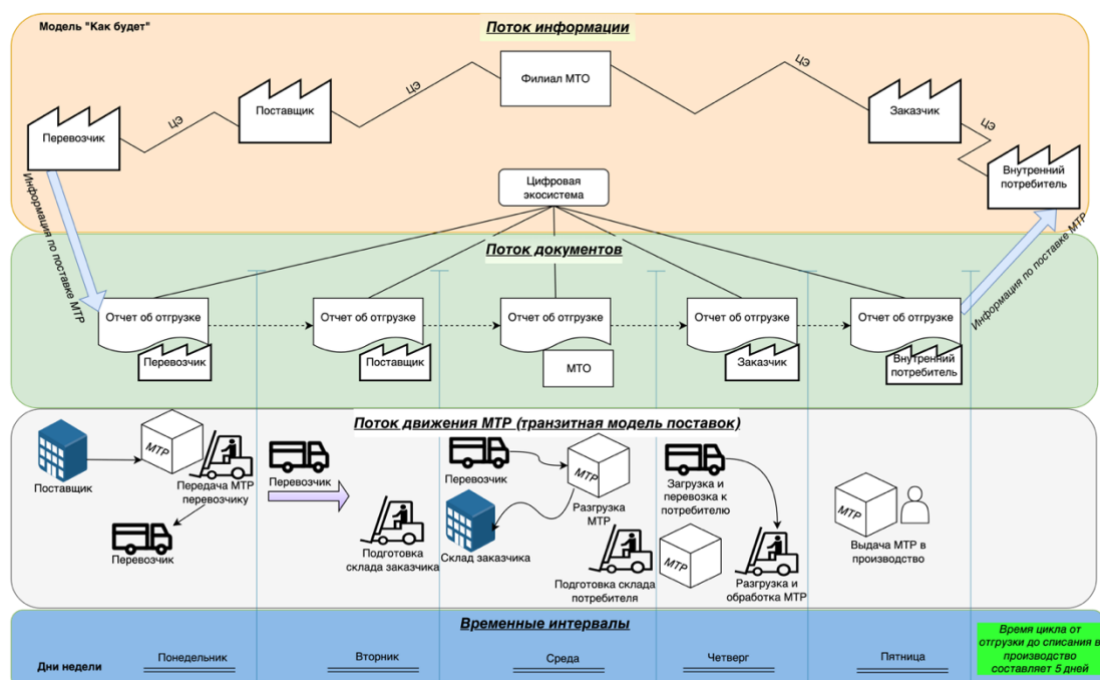 Модель "Как будет"
Поток информации
Филиал МТО
ЦЭ
ЦЭ
ЦЭ
ЦЭ
Поставщик
Заказчик
Перевозчик
Внутренний
потребитель
Цифровая
экосистема
Информация по поставке МТР
Информация по поставке МТР
Поток документов
Отчет об отгрузке
Отчет об отгрузке
Отчет об отгрузке
Отчет об отгрузке
Отчет об отгрузке
Перевозчик
Поставщик
МТО
Заказчик
Внутренний
потребитель
Поток движения МТР (транзитная модель поставок)
Поставщик
МТР
Передача МТР
перевозчику
Перевозчик
Перевозчик
Подготовка
склада заказчика
Перевозчик
МТР
Разгрузка
МТР
Склад заказчика
Подготовка склада
потребителя
Загрузка и
перевозка к
потребителю
МТР
Разгрузка и
обработка МТР
МТР
Выдача МТР в
производство
Временные интервалы
Дни недели
Понедельник
Вторник
Среда
Четверг
Пятница
Время цикла от
отгрузки до списания в
производство
составляет 5 дней